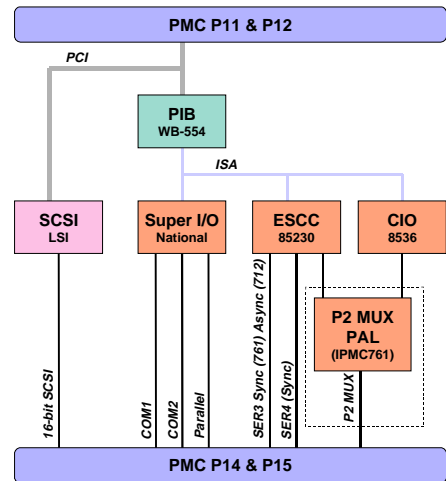 PMC P11 & P12
PCI
PIB
WB-554
ISA
SCSI
LSI
Super I/O
National
ESCC
85230
CIO
8536
P2 MUX
PAL
(IPMC761)
16-bit SCSI
COM1
COM2
Parallel
SER3 Sync (761) Async (712)
SER4 (Sync)
P2 MUX
PMC P14 & P15